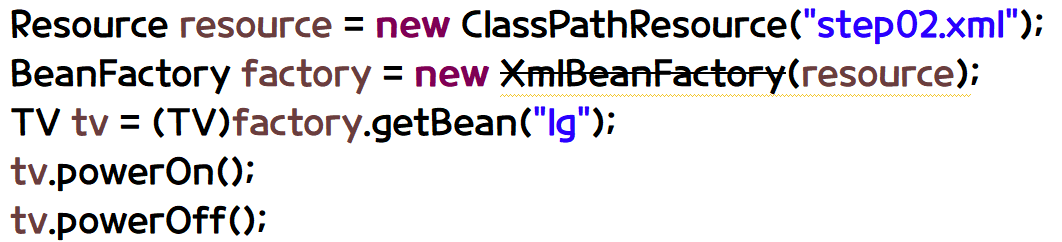 Resource resource = new ClassPathResource("step02.xml");
BeanFactory factory = new XmlBeanFactory(resource);
TV tv = (TV)factory.getBean("lg");
tv.powerOn();
tv.powerOff();